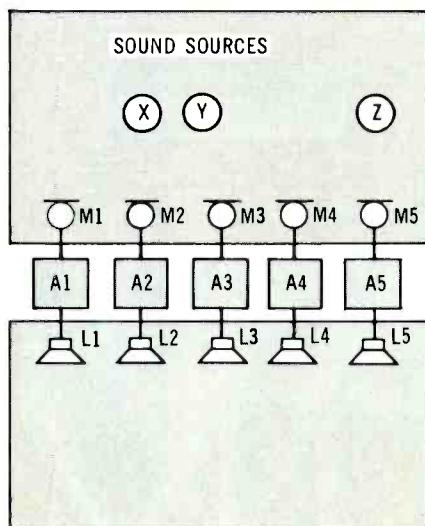 SOUND SOURCES
X Y Z
M1 M2 M3 M4 M5
A1 A2 A3 A4 A5
L1 L2 L3 L4 L5